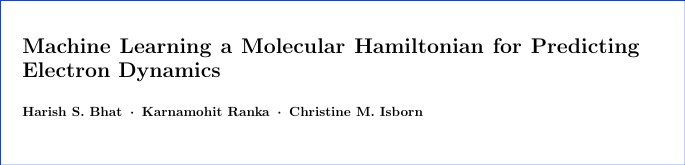 Machine Learning a Molecular Hamiltonian for Predicting
Electron Dynamics
Harish S. Bhat · Karnamohit Ranka · Christine M. Isborn